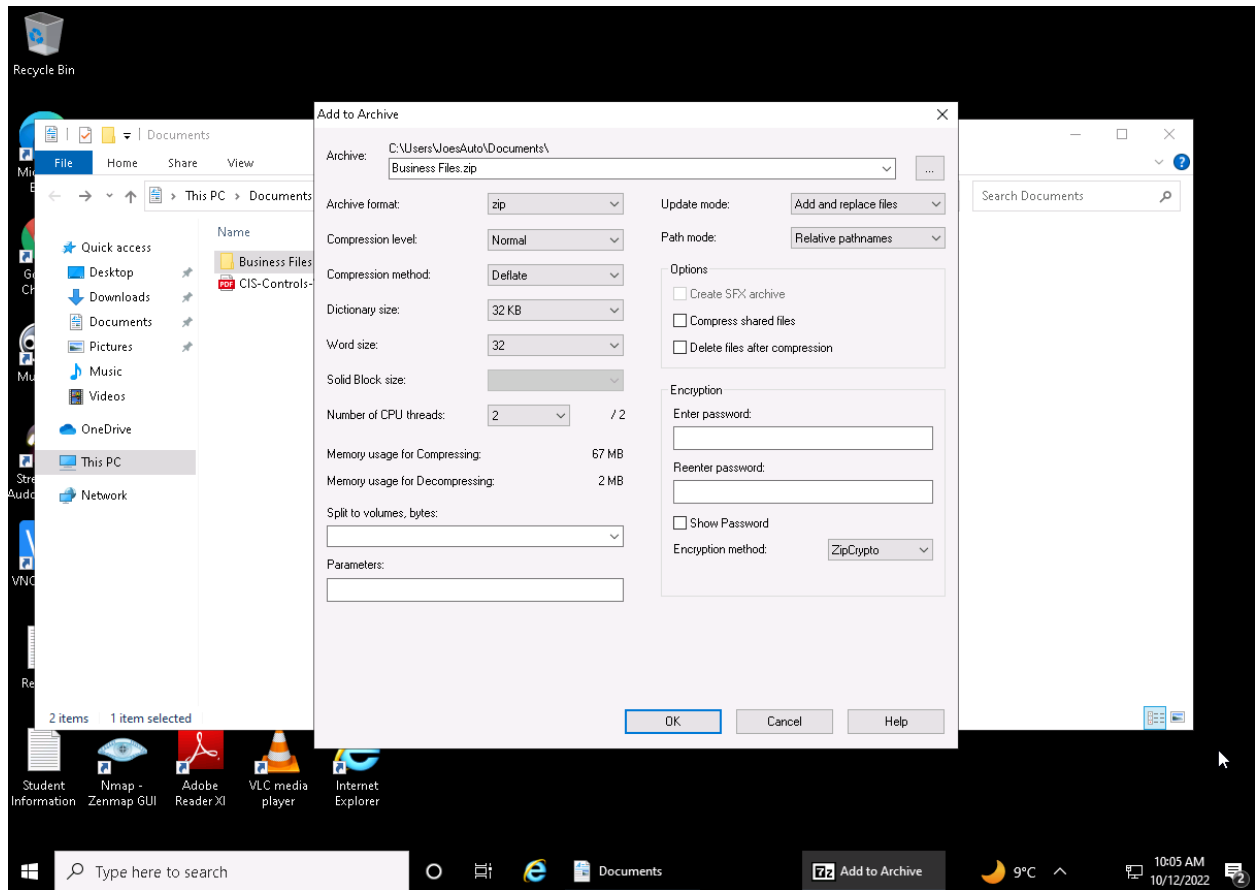 Recycle Bin
Documents
File
Home
Share
View
This PC
Documents
Search Documents
Quick access
Desktop
Downloads
Documents
Pictures
Music
Videos
OneDrive
This PC
Network
Name
Business Files
CIS-Controls-
2 items
1 item selected
Add to Archive
Archive:
C:\Users\JoesAuto\Documents\
Business Files.zip
...
Archive format:
zip
Compression level:
Normal
Compression method:
Deflate
Dictionary size:
32 KB
Word size:
32
Solid Block size:
Number of CPU threads:
2
/ 2
Memory usage for Compressing:
67 MB
Memory usage for Decompressing:
2 MB
Split to volumes, bytes:
Parameters:
Update mode:
Add and replace files
Path mode:
Relative pathnames
Options
Create SFX archive
Compress shared files
Delete files after compression
Encryption
Enter password:
Reenter password:
Show Password
Encryption method:
ZipCrypto
OK
Cancel
Help
Student
Information
Nmap -
Zenmap GUI
Adobe
Reader XI
VLC media
player
Internet
Explorer
Type here to search
Documents
7z
Add to Archive
9°C
10:05 AM
10/12/2022
2